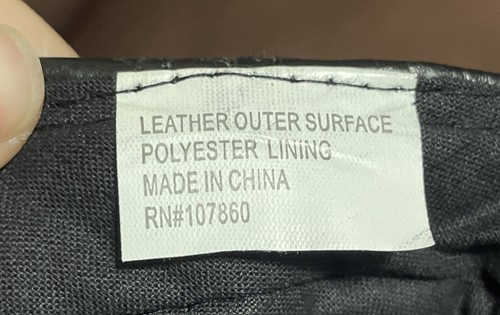 LEATHER OUTER SURFACE
POLYESTER LINING
MADE IN CHINA
RN#107860